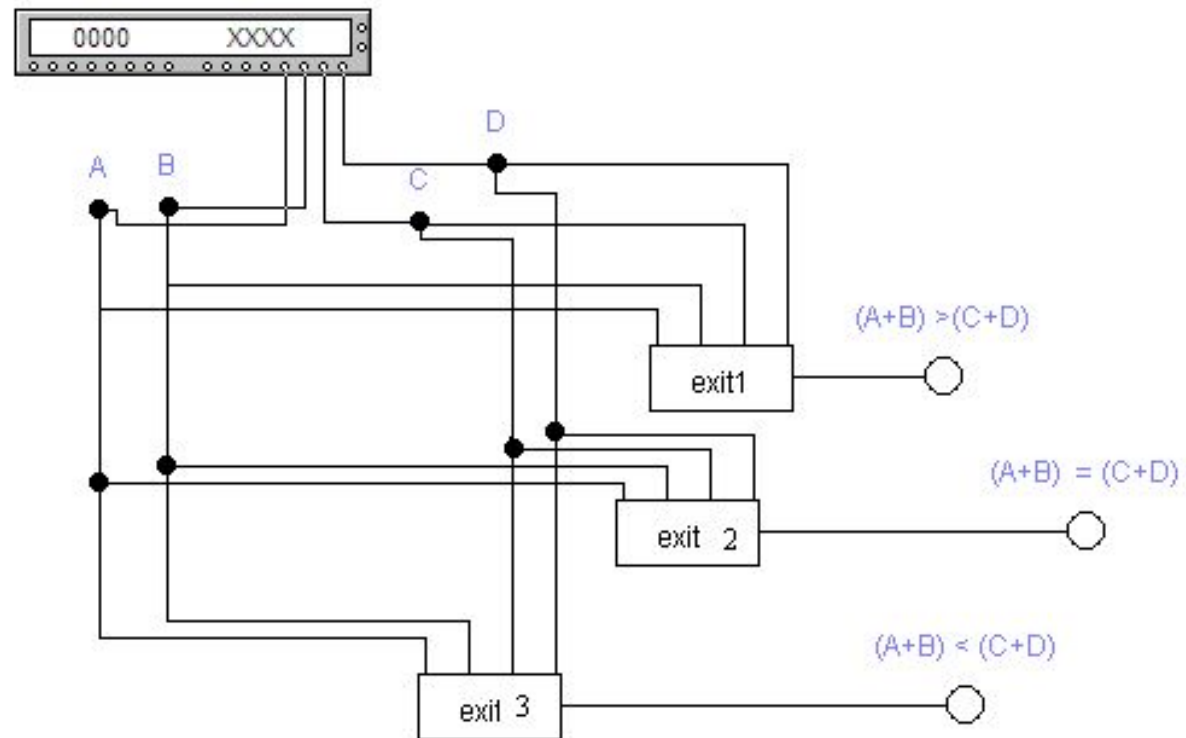 0000 XXXX
D
A B
C
(A+B) >(C+D)
exit1
(A+B) = (C+D)
exit 2
(A+B) < (C+D)
exit 3